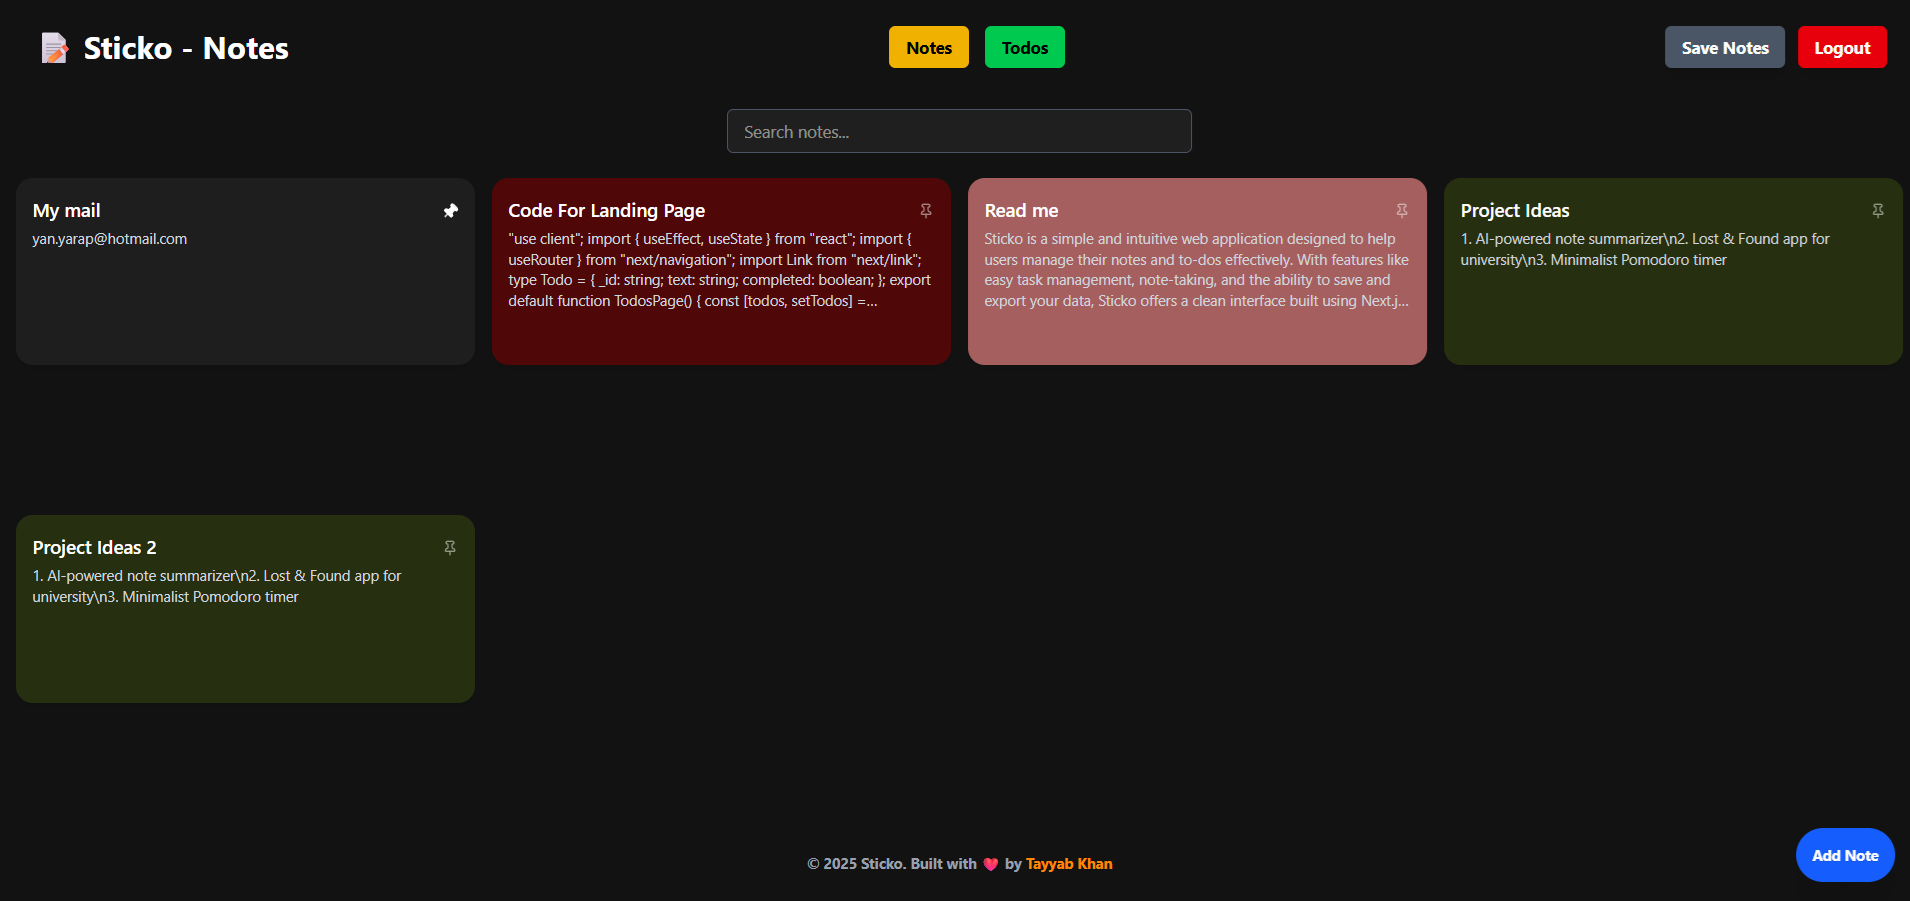 Sticko - Notes
Notes
Todos
Save Notes
Logout
Search notes...
My mail
yan.yarap@hotmail.com
Code For Landing Page
"use client"; import { useEffect, useState } from "react"; import {
useRouter } from "next/navigation"; import Link from "next/link";
type Todo = { _id: string; text: string; completed: boolean; }; export
default function TodosPage() { const [todos, setTodos] =...
Read me
Sticko is a simple and intuitive web application designed to help
users manage their notes and to-dos effectively. With features like
easy task management, note-taking, and the ability to save and
export your data, Sticko offers a clean interface built using Next.j...
Project Ideas
1. AI-powered note summarizer\n2. Lost & Found app for
university\n3. Minimalist Pomodoro timer
Project Ideas 2
1. AI-powered note summarizer\n2. Lost & Found app for
university\n3. Minimalist Pomodoro timer
© 2025 Sticko. Built with ❤️ by Tayyab Khan
Add Note